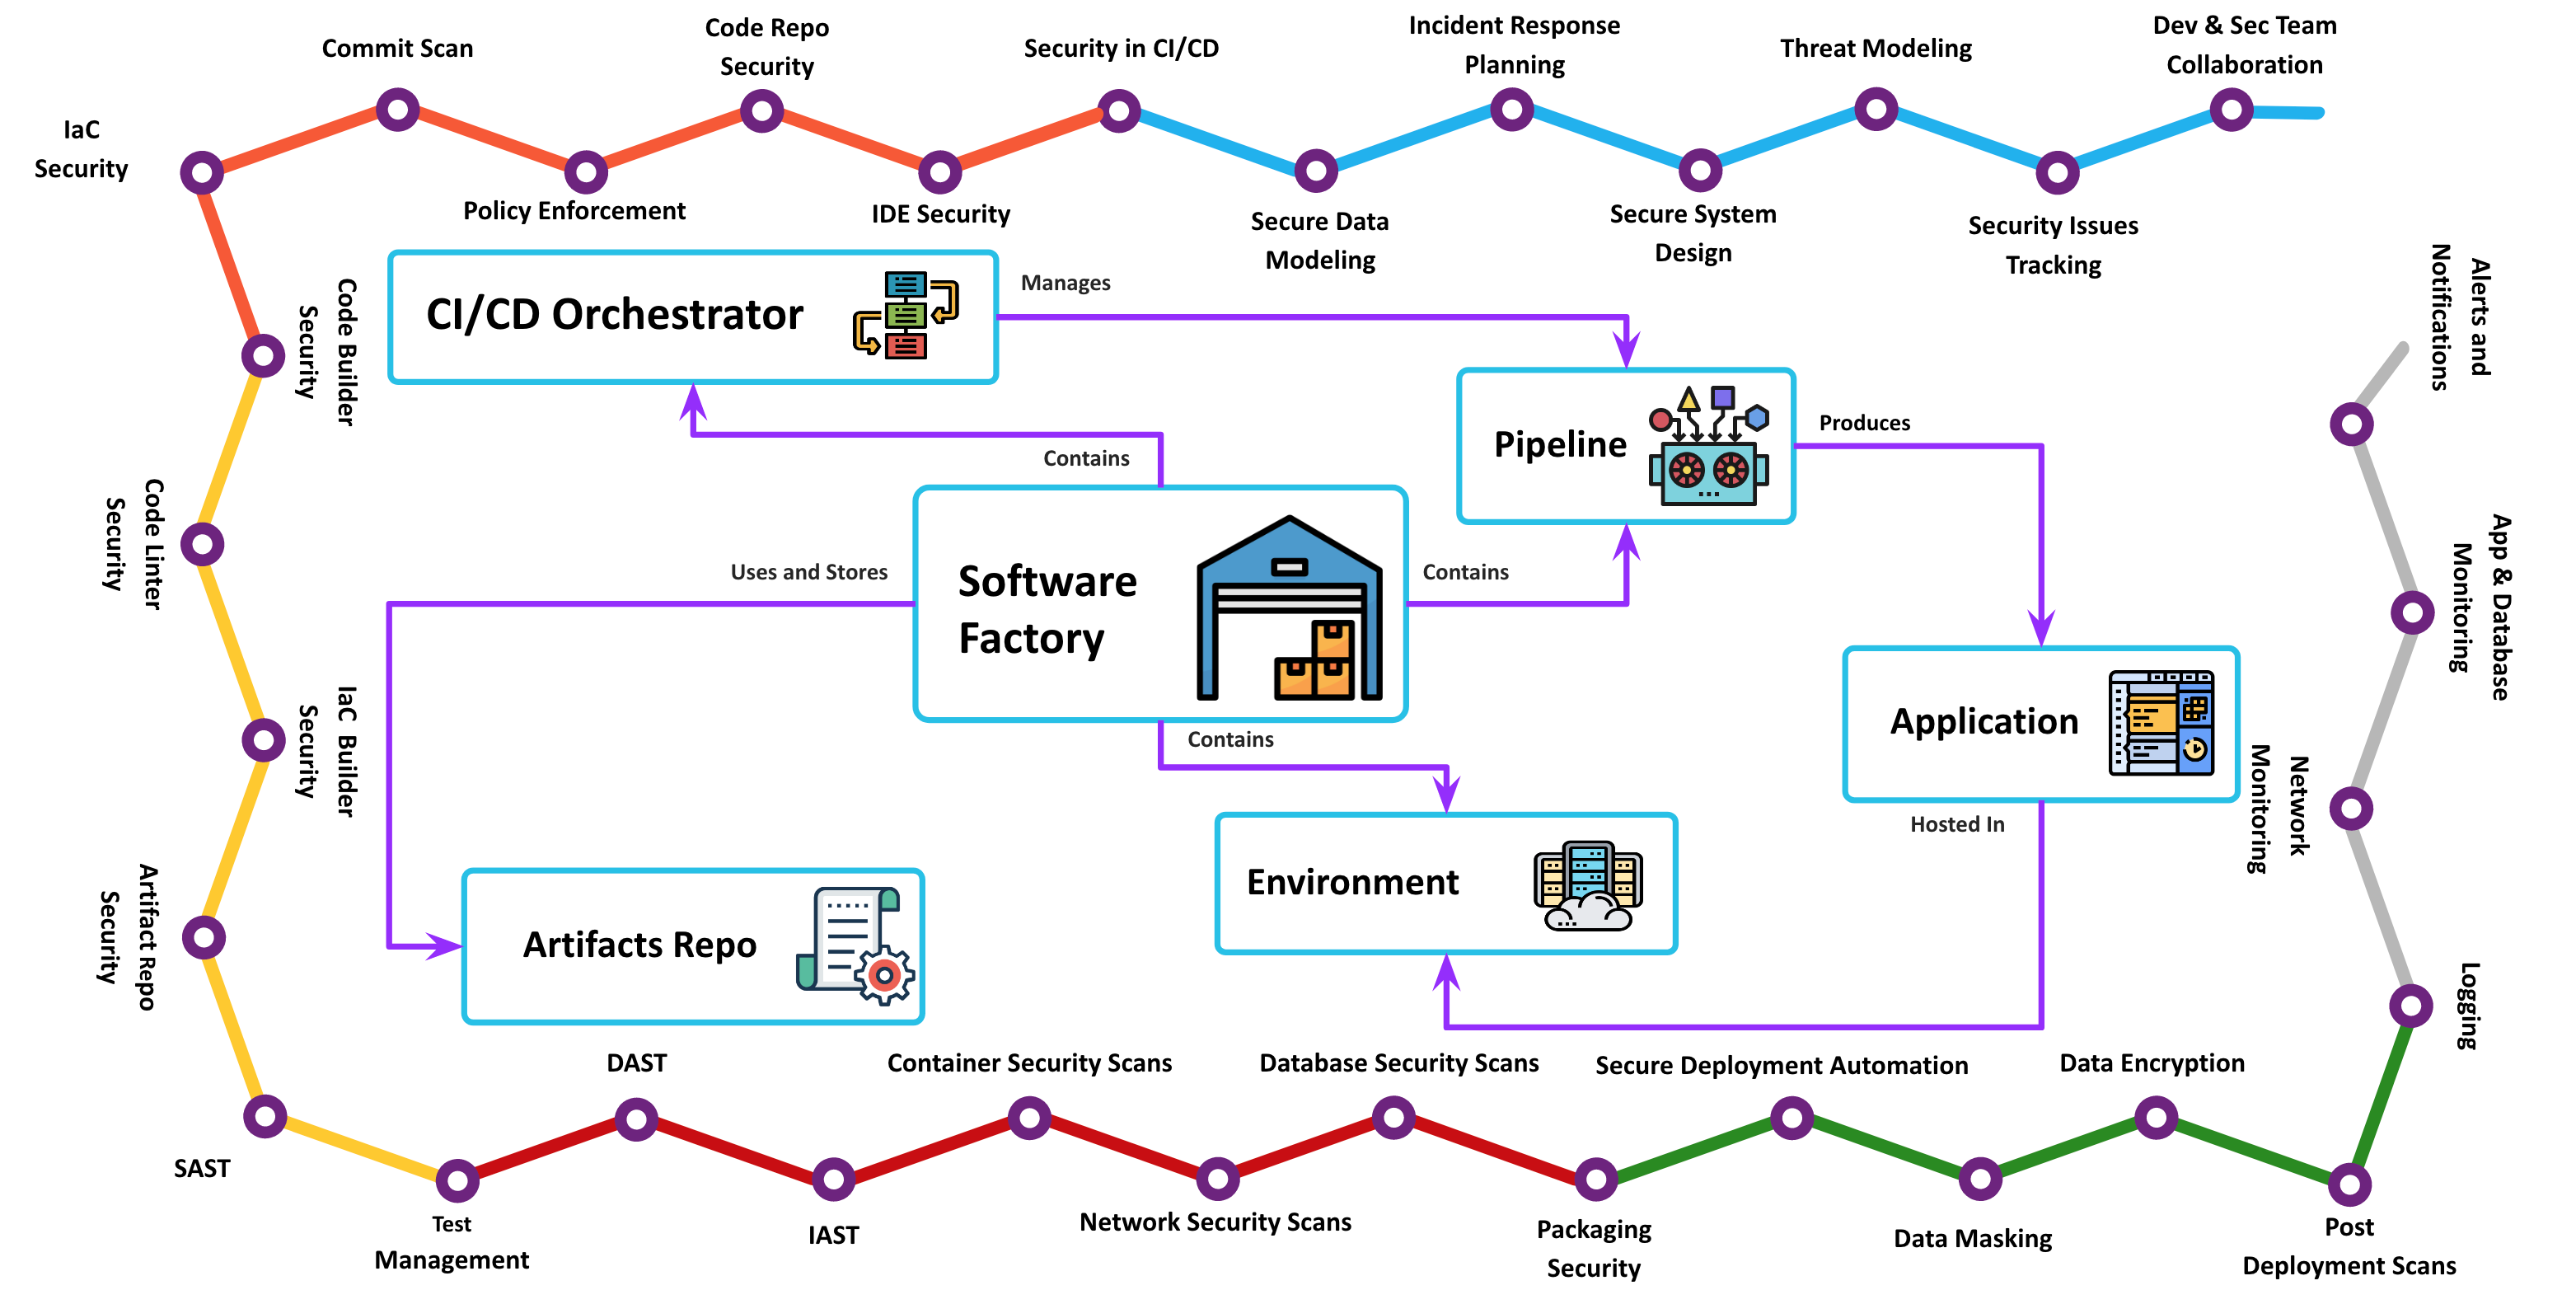 Commit Scan
Code Repo
Security
Security in CI/CD
Incident Response
Planning
Threat Modeling
Dev & Sec Team
Collaboration
IaC
Security
Policy Enforcement
IDE Security
Secure Data
Modeling
Secure System
Design
Security Issues
Tracking
Code Builder
Security
CI/CD Orchestrator
Manages
Alerts and
Notifications
Pipeline
Produces
Contains
Code Linter
Security
Uses and Stores
Software
Factory
Contains
App & Database
Monitoring
IaC Builder
Security
Contains
Application
Network
Monitoring
Hosted In
Artifact Repo
Security
Artifacts Repo
Environment
Logging
DAST
Container Security Scans
Database Security Scans
Secure Deployment Automation
Data Encryption
SAST
Test
Management
IAST
Network Security Scans
Packaging
Security
Data Masking
Post
Deployment Scans